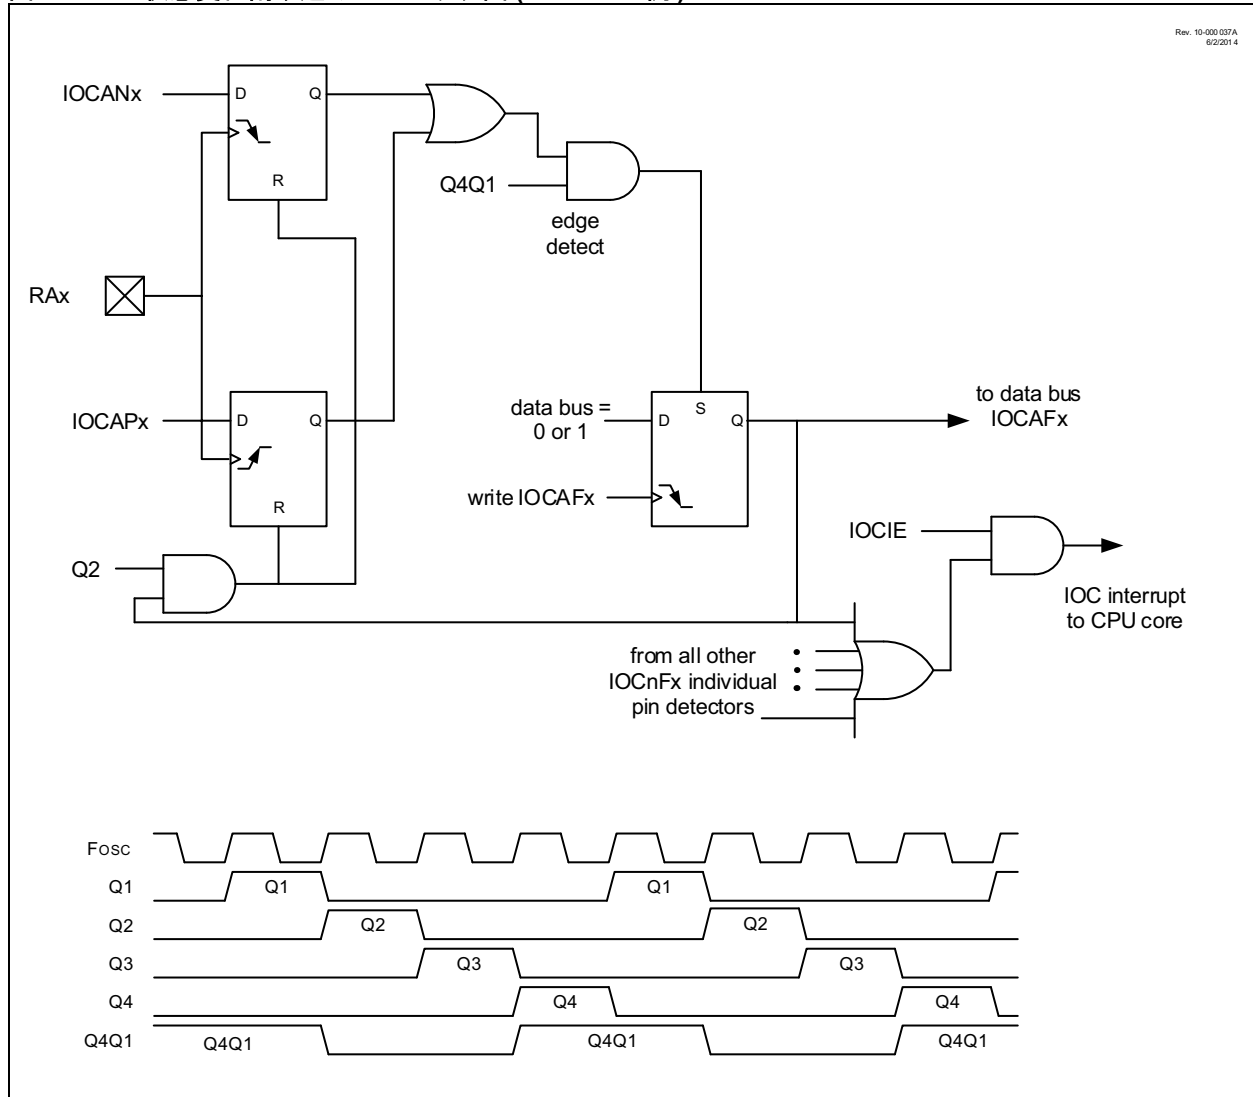 Rev. 10-000 037A
6/2/201 4
IOCANx
D
Q
R
Q4Q1
edge
detect
RAx
IOCAPx
D
Q
R
data bus =
0 or 1
D
S
Q
to data bus
IOCAFx
write IOCAFx
IOCIE
Q2
IOC interrupt
to CPU core
from all other
IOCnFx individual
pin detectors
FOSC
Q1
Q1
Q1
Q2
Q2
Q2
Q3
Q3
Q3
Q4
Q4
Q4
Q4Q1
Q4Q1
Q4Q1
Q4Q1